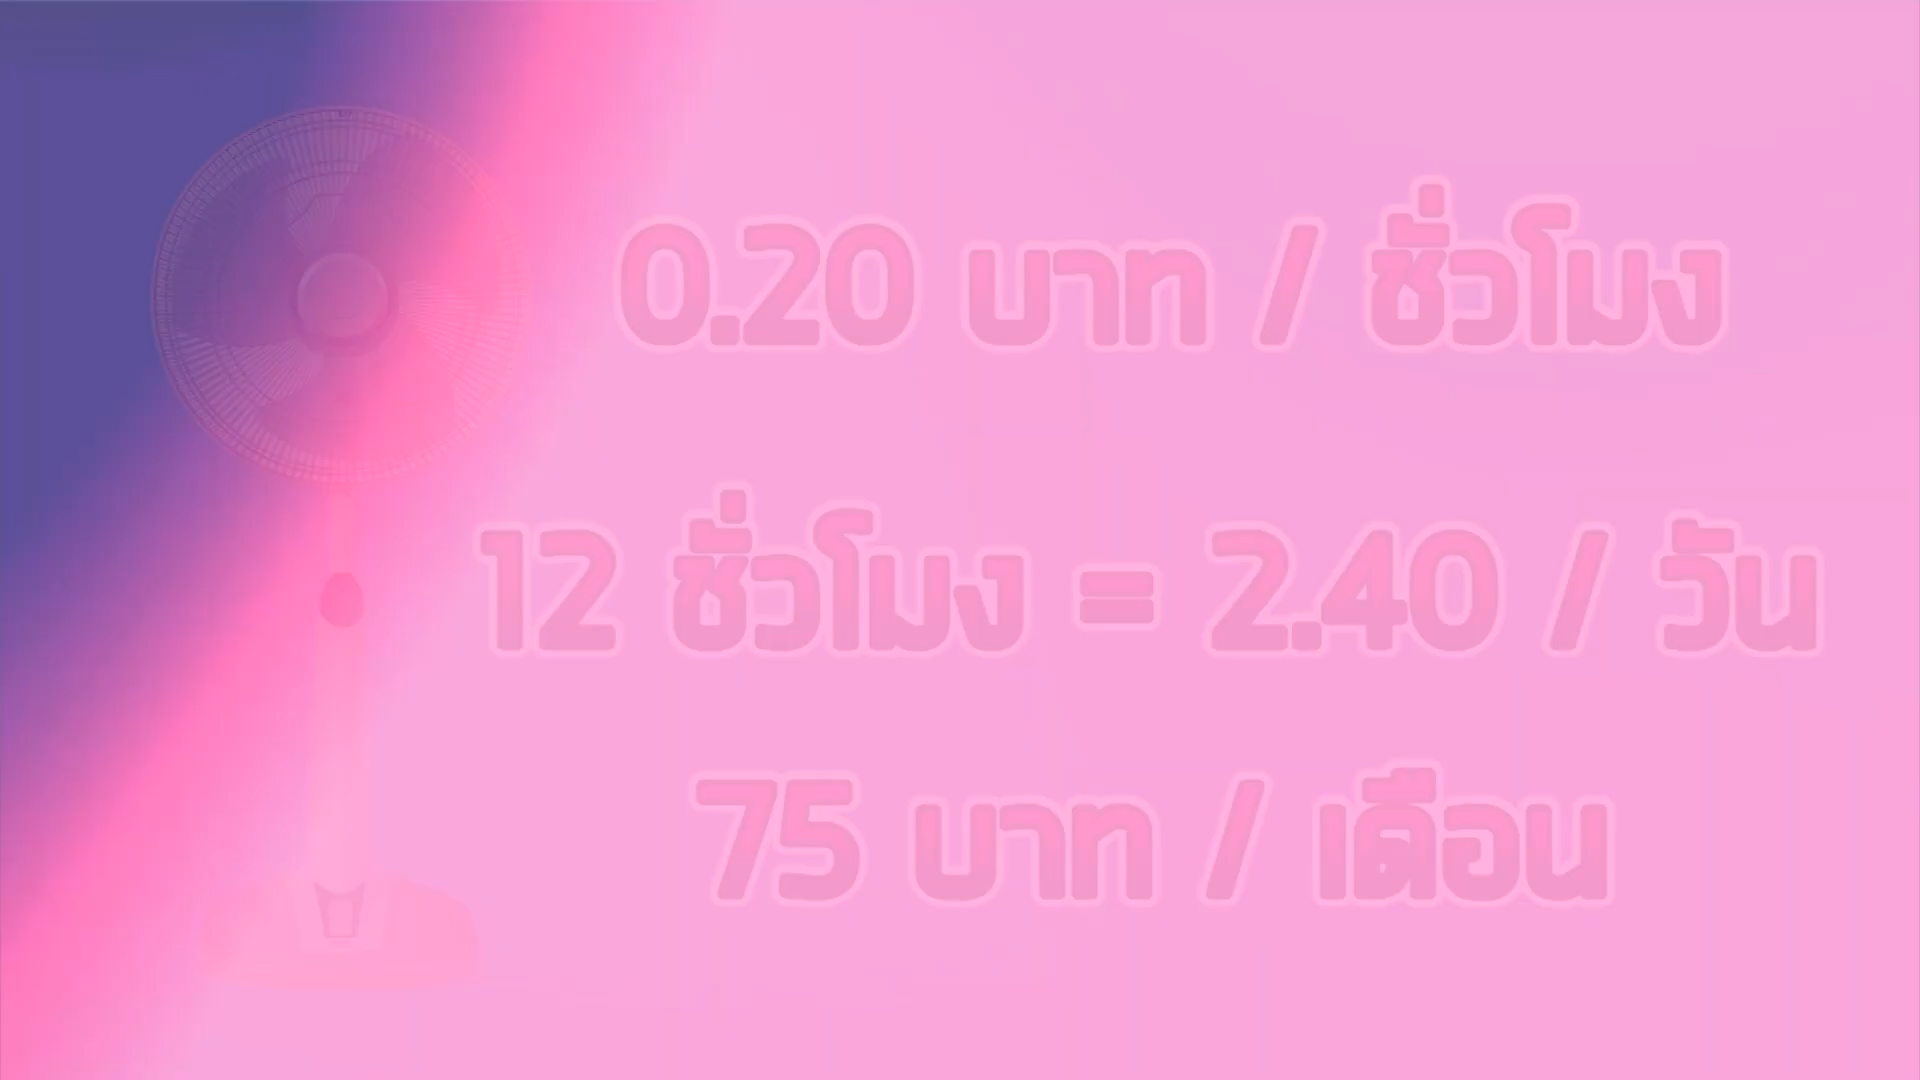 0.20 บาท / ชั่วโมง
12 ชั่วโมง = 2.40 / วัน
75 บาท / เดือน